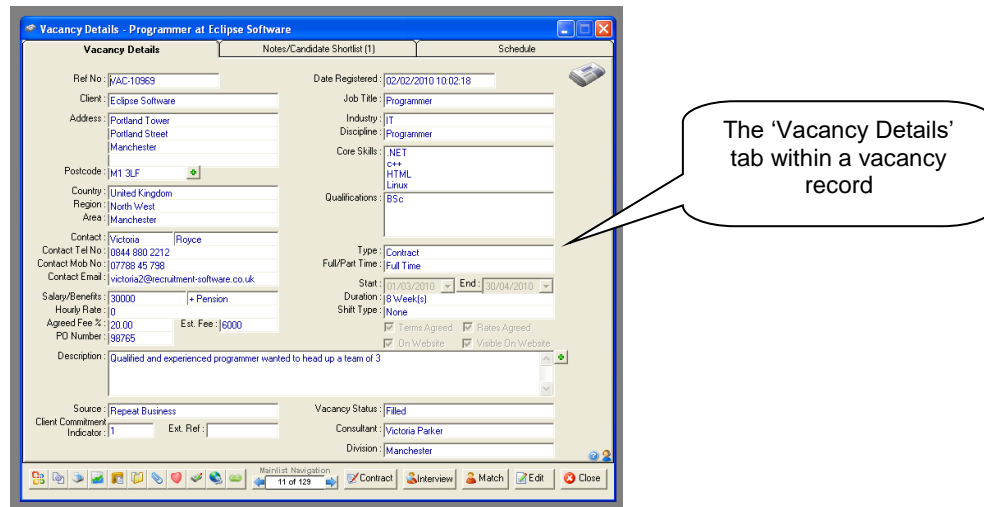 Vacancy Details - Programmer at Eclipse Software
Vacancy Details
Notes/Candidate Shortlist (1)
Schedule
Ref No : VAC-10969
Date Registered : 02/02/2010 10:02:18
Client : Eclipse Software
Job Title : Programmer
Address : Portland Tower
Portland Street
Manchester
Industry : IT
Discipline : Programmer
Core Skills : .NET
c++
HTML
Linux
Postcode : M1 3LF
Country : United Kingdom
Region : North West
Area : Manchester
Qualifications : BSc
Contact : Victoria Royce
Contact Tel No : 0844 880 2212
Contact Mob No : 07788 45 798
Contact Email : victoria2@recruitment-software.co.uk
Type : Contract
Full/Part Time : Full Time
Start : 01/03/2010 End : 30/04/2010
Duration : 8 Week(s)
Shift Type : None
Salary/Benefits : 30000 + Pension
Hourly Rate : 0
Agreed Fee % : 20.00 Est. Fee : 6000
PO Number : 98765
Terms Agreed Rates Agreed
On Website Visible On Website
Description : Qualified and experienced programmer wanted to head up a team of 3
Source : Repeat Business
Vacancy Status : Filled
Client Commitment
Indicator : 1 Ext. Ref :
Consultant : Victoria Parker
Division : Manchester
Mainlist Navigation
11 of 129
Contract
Interview
Match
Edit
Close
The ‘Vacancy Details’
tab within a vacancy
record